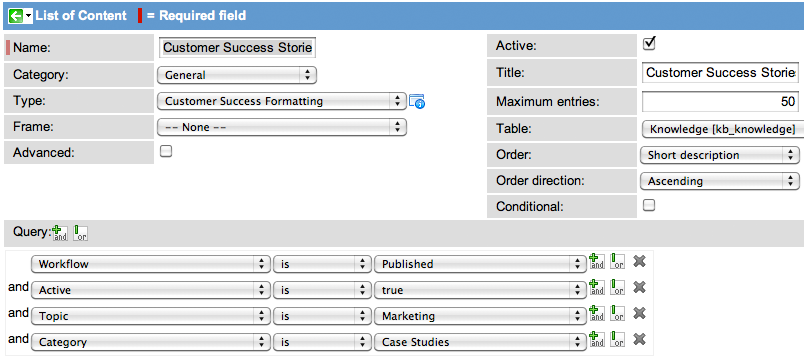 List of Content = Required field
Name: Customer Success Storie
Category: General
Type: Customer Success Formatting
Frame: -- None --
Advanced:
Active:
Title: Customer Success Storie
Maximum entries: 50
Table: Knowledge [kb_knowledge]
Order: Short description
Order direction: Ascending
Conditional:
Query: and or
Workflow is Published and or
and Active is true and or
and Topic is Marketing and or
and Category is Case Studies and or